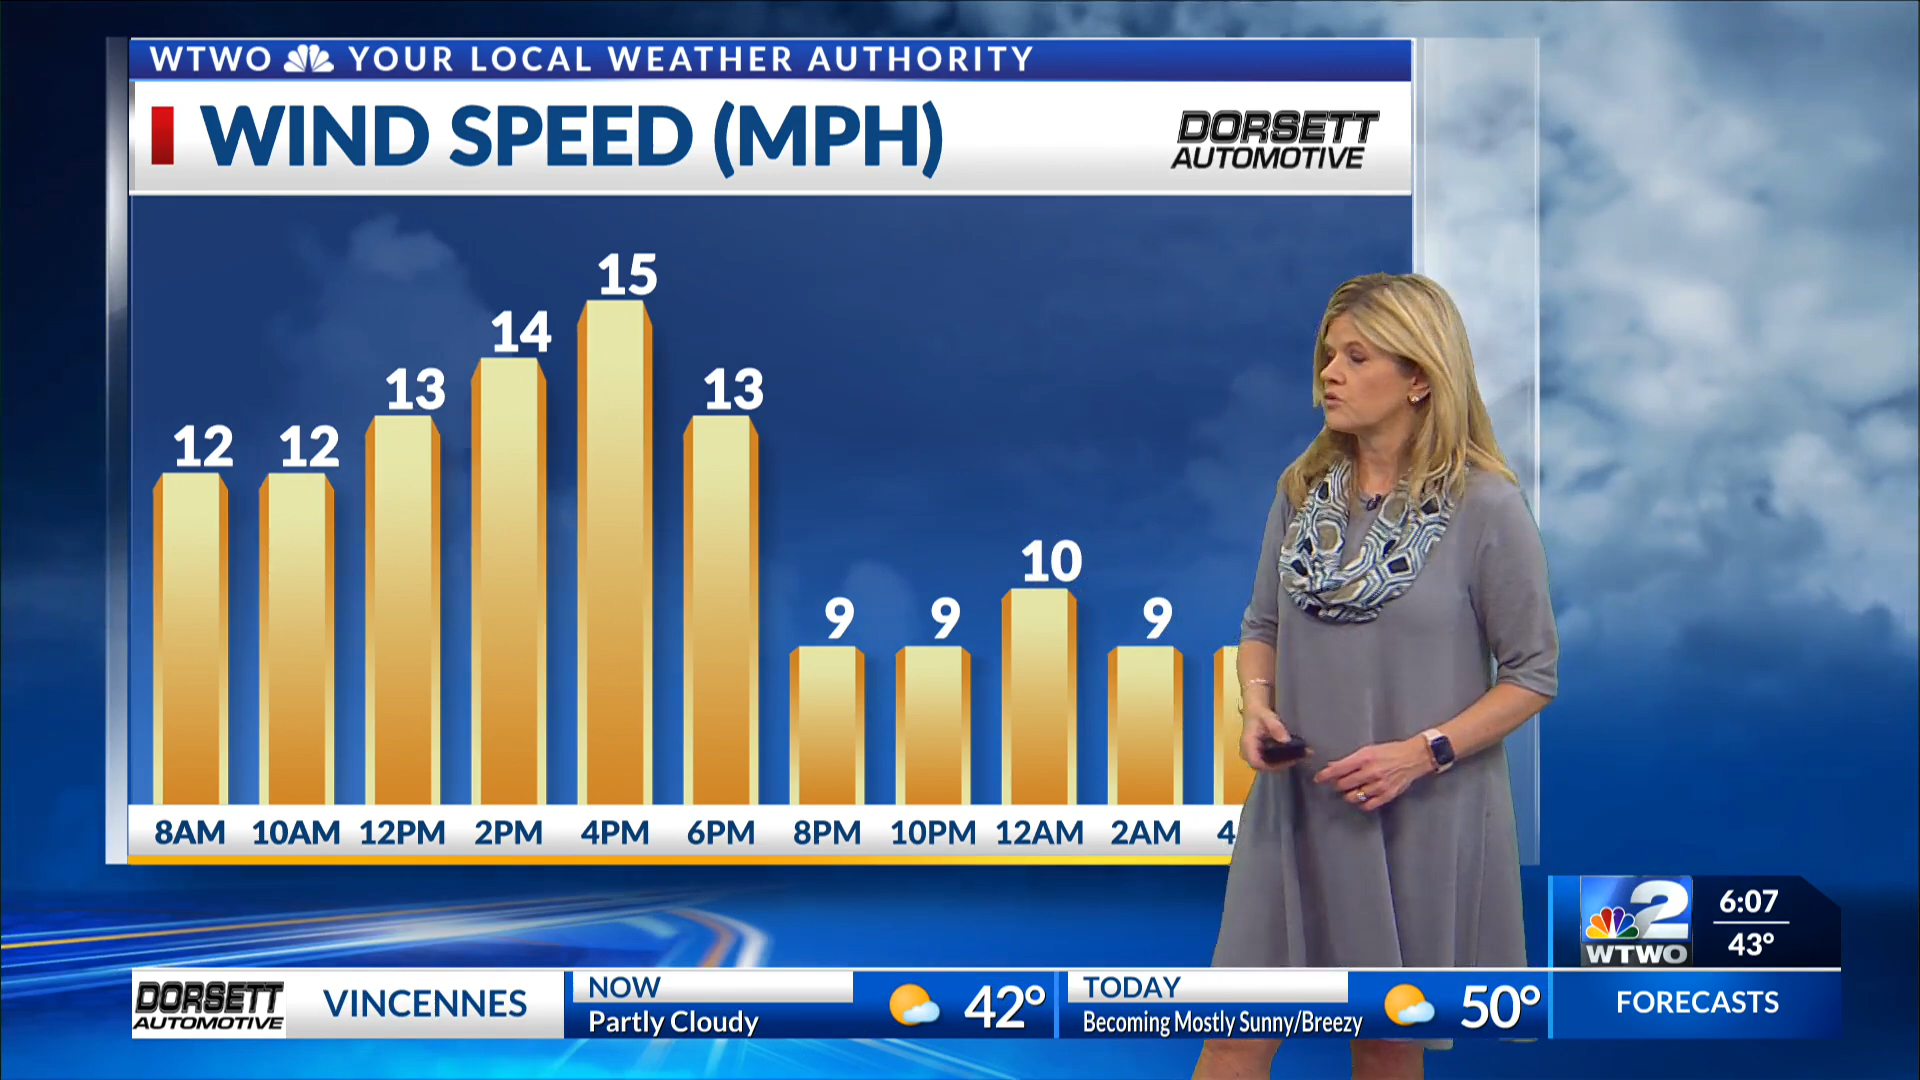 WTWO YOUR LOCAL WEATHER AUTHORITY
WIND SPEED (MPH)
DORSETT
AUTOMOTIVE
15
14
13
13
12
12
10
9
9
9
8AM 10AM 12PM 2PM 4PM 6PM 8PM 10PM 12AM 2AM 4
2
WTWO
6:07
43°
DORSETT
AUTOMOTIVE
VINCENNES
NOW
Partly Cloudy
42°
TODAY
Becoming Mostly Sunny/Breezy
50°
FORECASTS